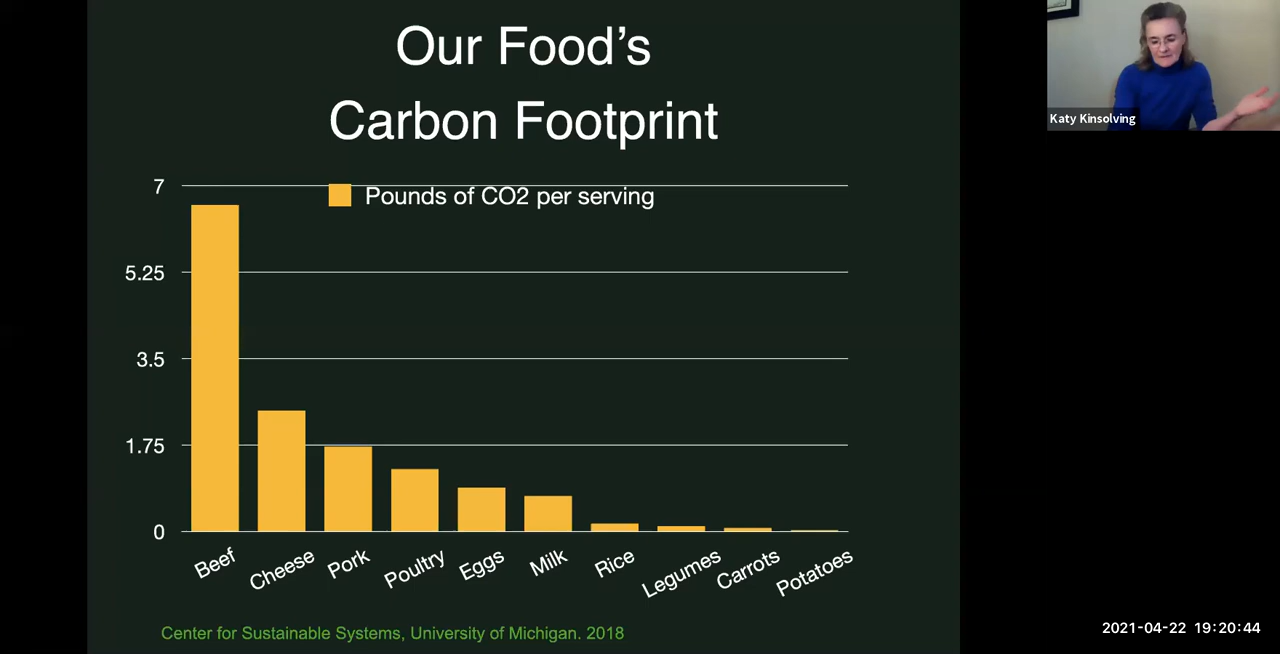 Our Food’s
Carbon Footprint
Pounds of CO2 per serving
7
5.25
3.5
1.75
0
Beef
Cheese
Pork
Poultry
Eggs
Milk
Rice
Legumes
Carrots
Potatoes
Center for Sustainable Systems, University of Michigan. 2018
Katy Kinsolving
2021-04-22 19:20:44